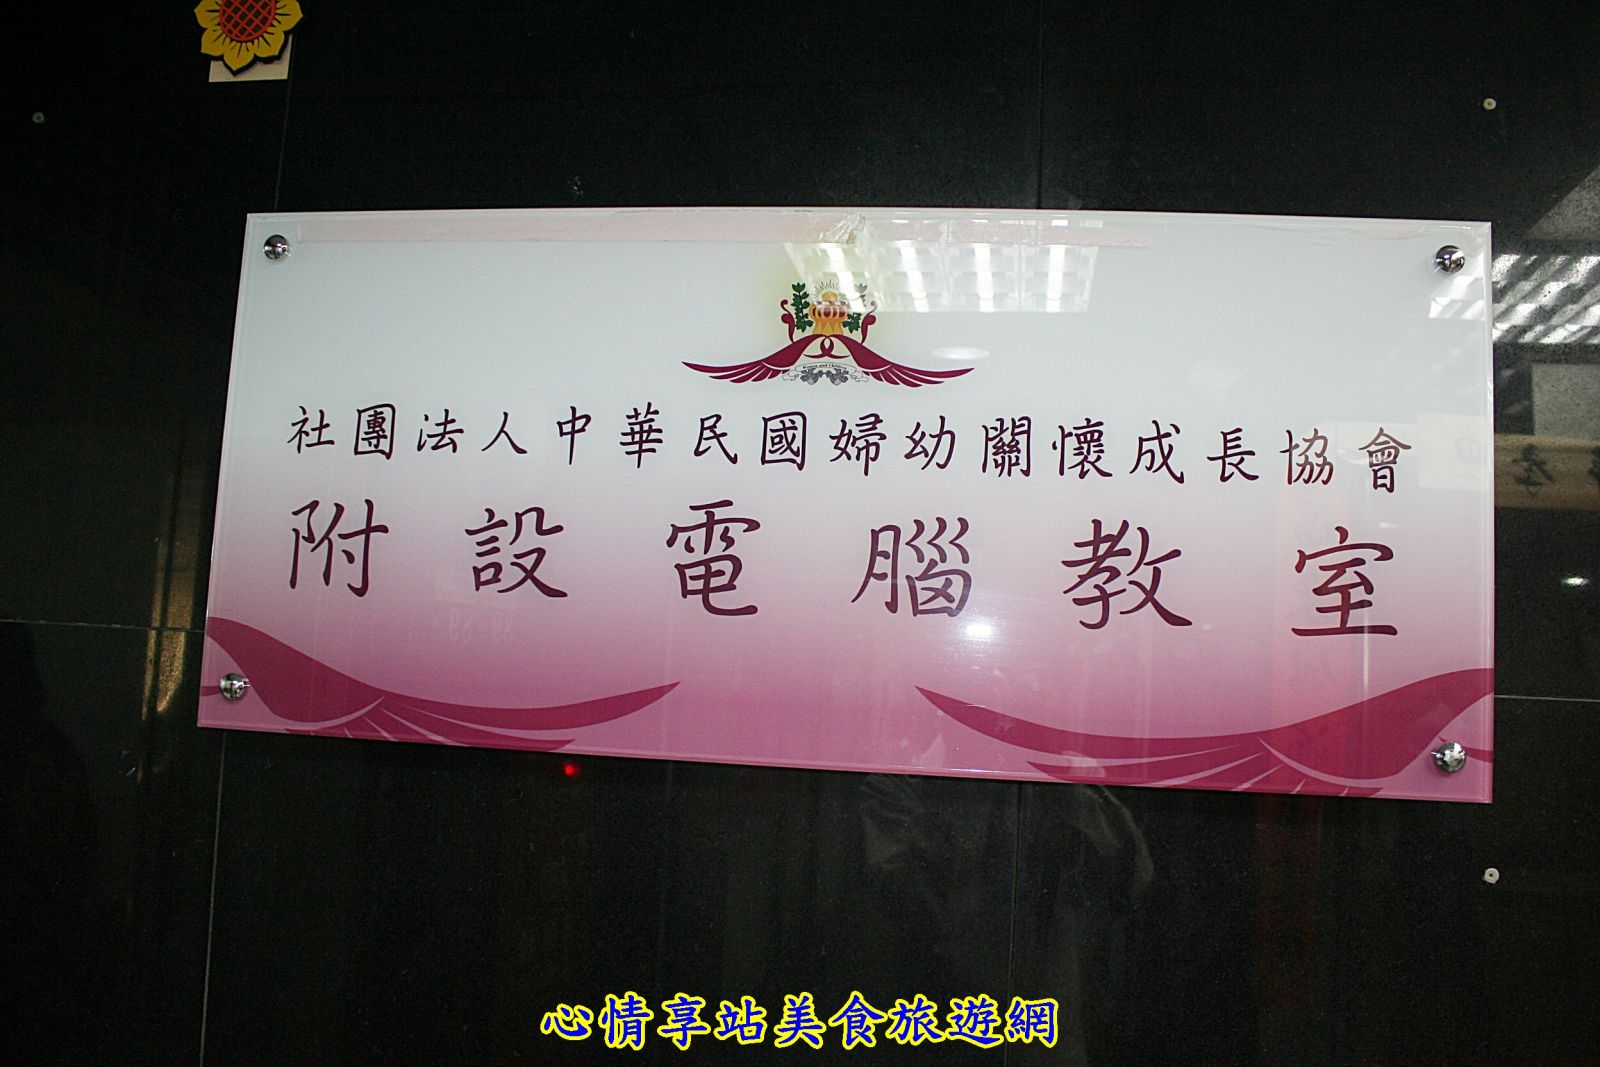 社團法人中華民國婦幼關懷成長協會
附設電腦教室
心情享站美食旅遊網